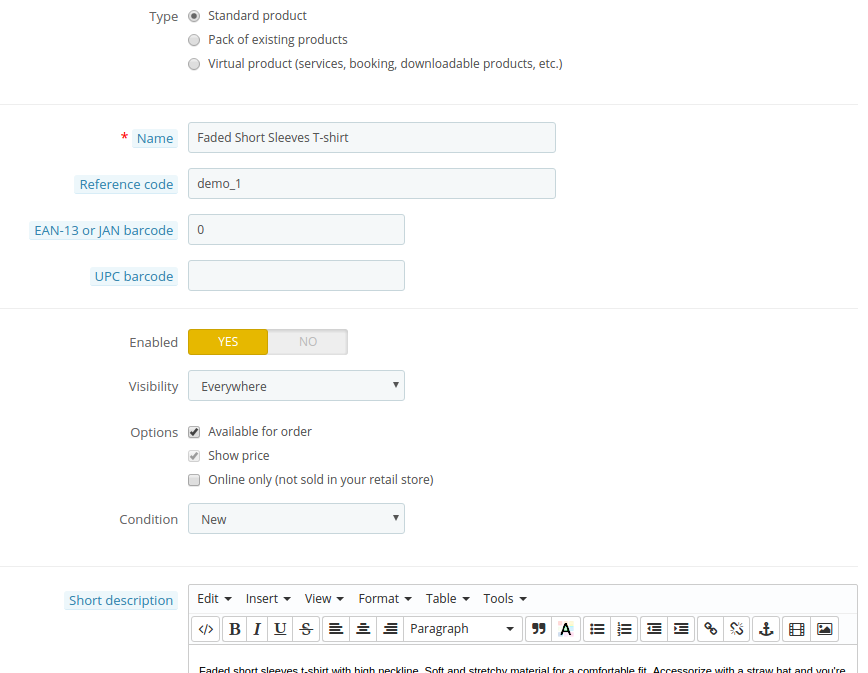 Type Standard product
Pack of existing products
Virtual product (services, booking, downloadable products, etc.)
* Name Faded Short Sleeves T-shirt
Reference code demo_1
EAN-13 or JAN barcode 0
UPC barcode
Enabled YES NO
Visibility Everywhere
Options Available for order
Show price
Online only (not sold in your retail store)
Condition New
Short description Edit Insert View Format Table Tools
B I U S Paragraph A
Faded short sleeves t-shirt with high neckline. Soft and stretchy material for a comfortable fit. Accessorize with a straw hat and you're